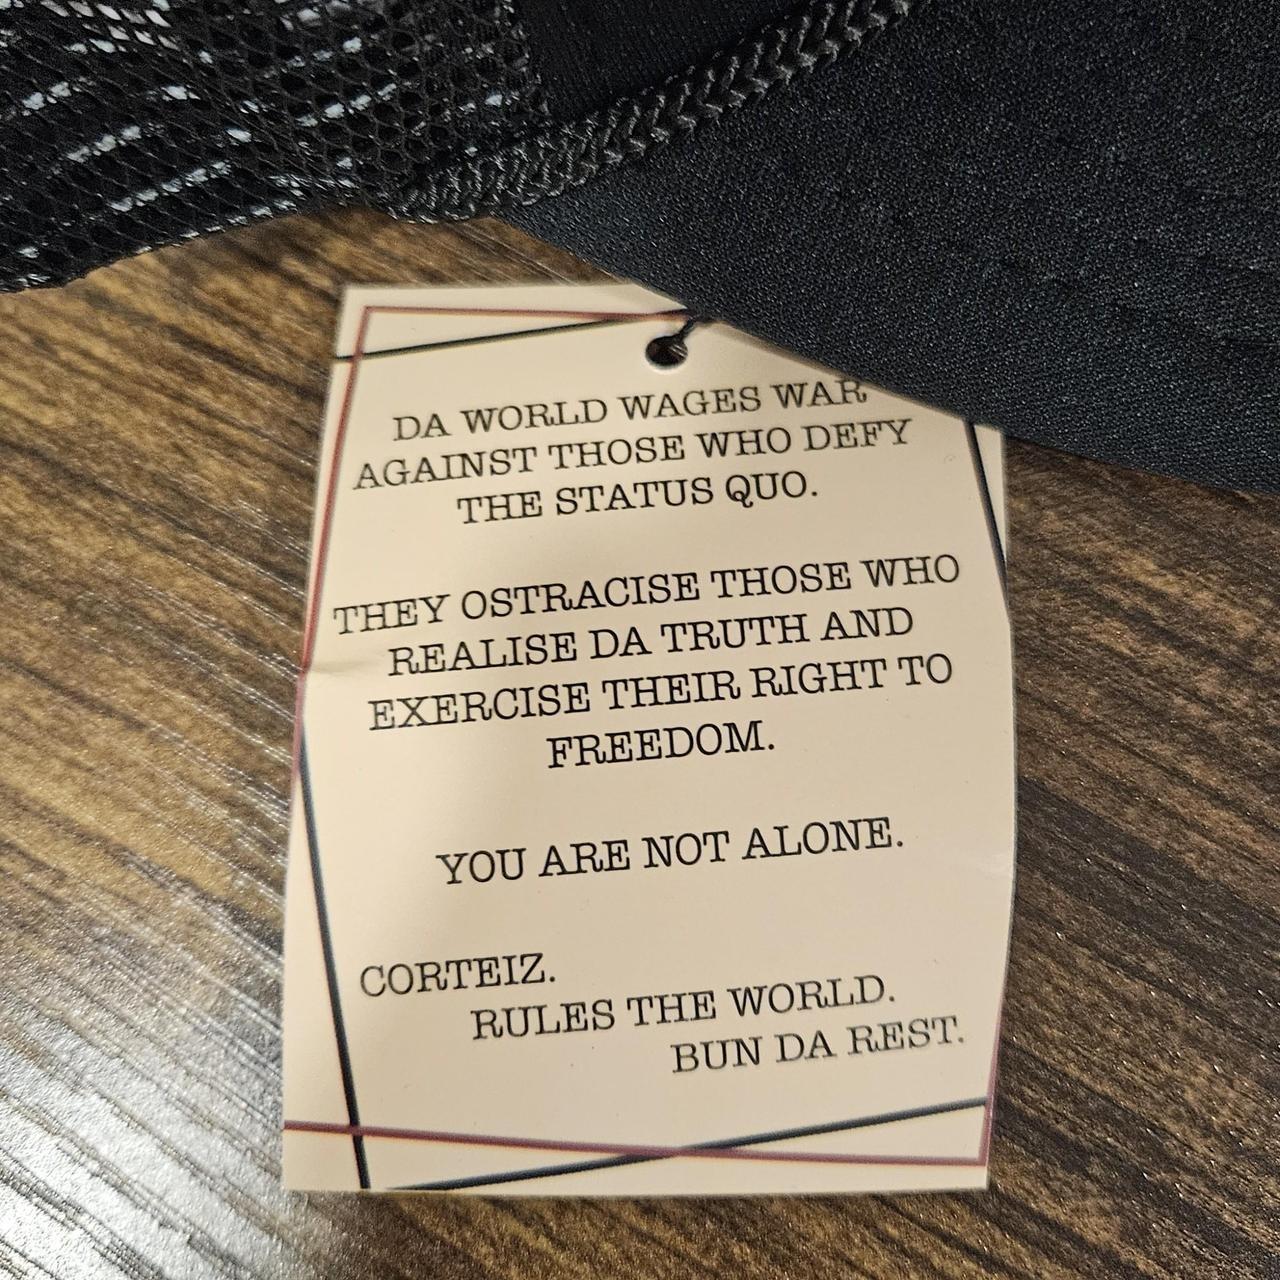 DA WORLD WAGES WAR
AGAINST THOSE WHO DEFY
THE STATUS QUO.
THEY OSTRACISE THOSE WHO
REALISE DA TRUTH AND
EXERCISE THEIR RIGHT TO
FREEDOM.
YOU ARE NOT ALONE.
CORTEIZ.
RULES THE WORLD.
BUN DA REST.